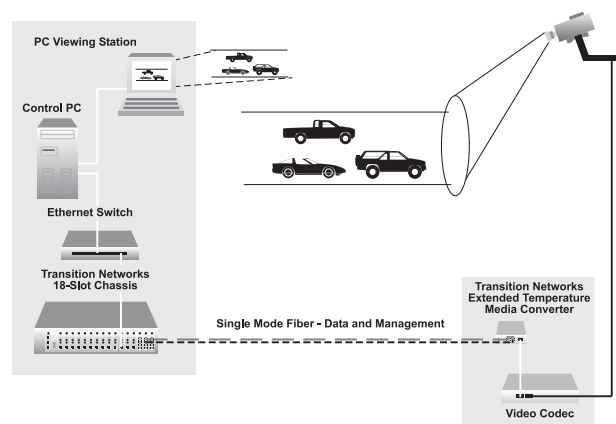 PC Viewing Station
Control PC
Ethernet Switch
Transition Networks
18-Slot Chassis
Single Mode Fiber - Data and Management
Transition Networks
Extended Temperature
Media Converter
Video Codec